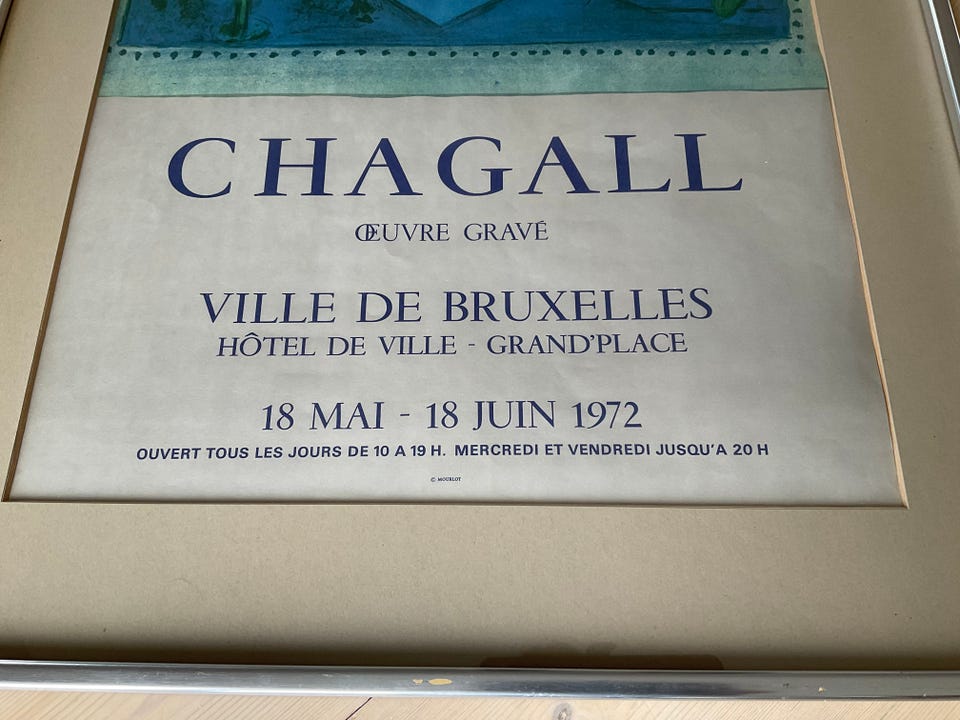 CHAGALL
ŒUVRE GRAVÉ
VILLE DE BRUXELLES
HÔTEL DE VILLE - GRAND'PLACE
18 MAI - 18 JUIN 1972
OUVERT TOUS LES JOURS DE 10 A 19 H. MERCREDI ET VENDREDI JUSQU'A 20 H
© MOURLOT